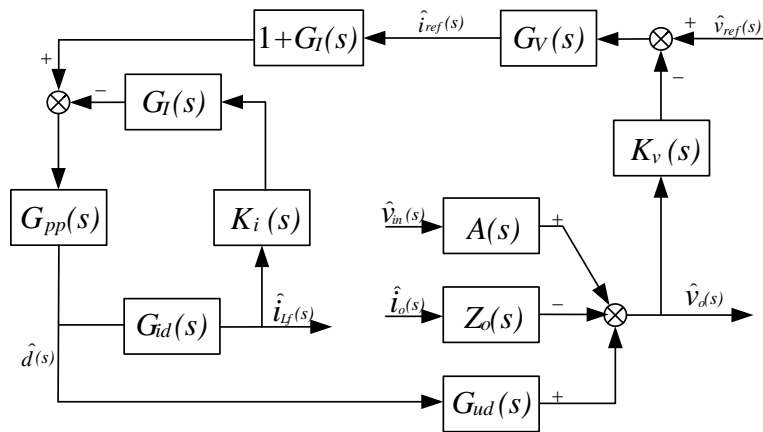 1+G_I(s)
î_ref(s)
G_V(s)
+
v̂_ref(s)
+
−
G_I(s)
−
K_v(s)
G_pp(s)
K_i(s)
v̂_in(s)
A(s)
+
G_id(s)
î_Lf(s)
î_o(s)
Z_o(s)
−
v̂_o(s)
d̂(s)
G_ud(s)
+